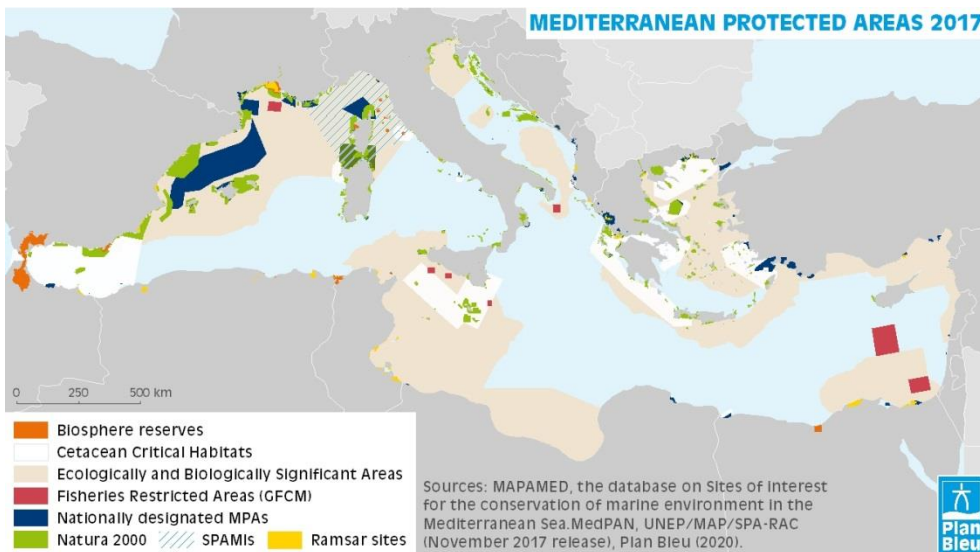 MEDITERRANEAN PROTECTED AREAS 2017
0 250 500 km
Biosphere reserves
Cetacean Critical Habitats
Ecologically and Biologically Significant Areas
Fisheries Restricted Areas (GFCM)
Nationally designated MPAs
Natura 2000 SPAMIs Ramsar sites
Sources: MAPAMED, the database on Sites of Interest
for the conservation of marine environment in the
Mediterranean Sea.MedPAN, UNEP/MAP/SPA-RAC
(November 2017 release), Plan Bleu (2020).
Plan
Bleu